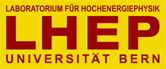 LABORATORIUM FÜR HOCHENERGIEPHYSIK
LHEP
UNIVERSITÄT BERN